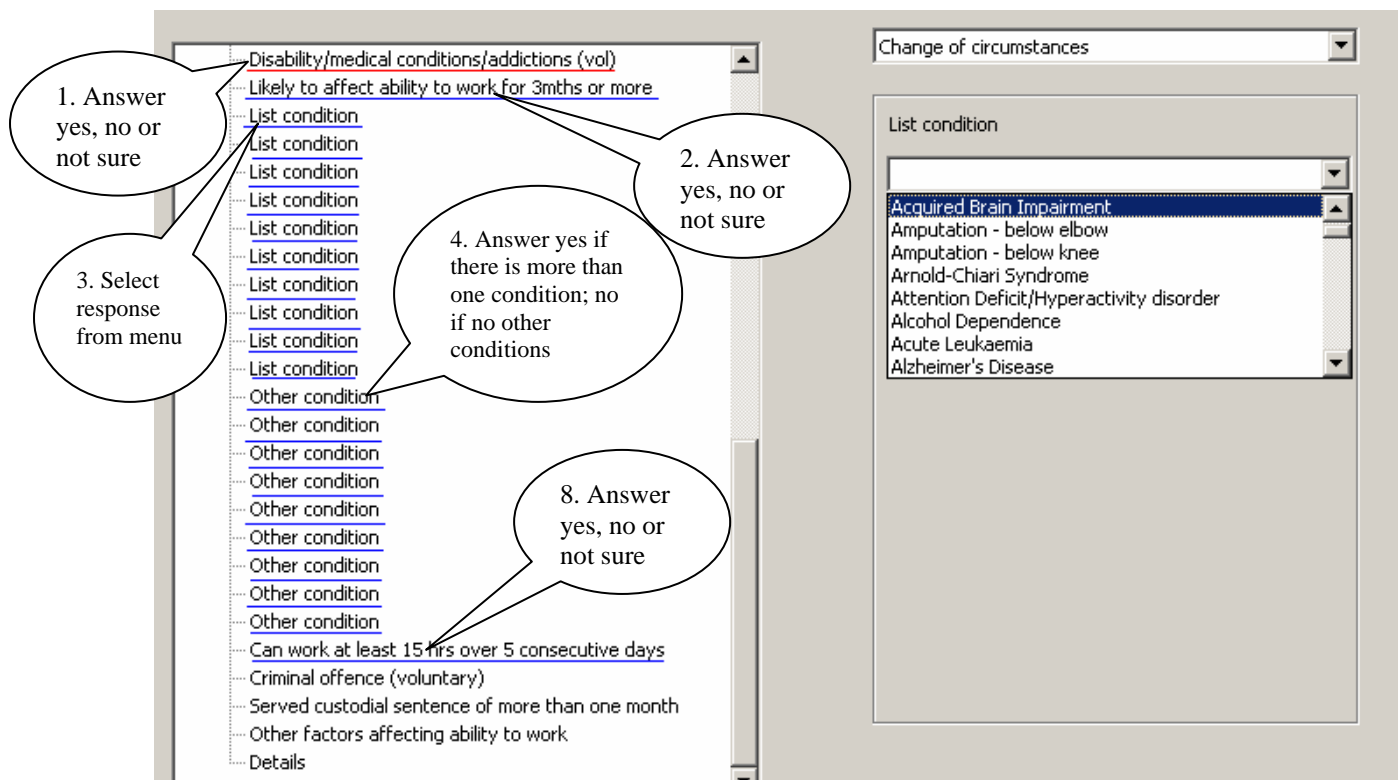 Disability/medical conditions/addictions (vol)
Likely to affect ability to work for 3mths or more
List condition
List condition
List condition
List condition
List condition
List condition
List condition
List condition
List condition
List condition
Other condition
Other condition
Other condition
Other condition
Other condition
Other condition
Other condition
Other condition
Other condition
Can work at least 15 hrs over 5 consecutive days
Criminal offence (voluntary)
Served custodial sentence of more than one month
Other factors affecting ability to work
Details
1. Answer
yes, no or
not sure
2. Answer
yes, no or
not sure
3. Select
response
from menu
4. Answer yes if
there is more than
one condition; no
if no other
conditions
8. Answer
yes, no or
not sure
Change of circumstances
List condition
Acquired Brain Impairment
Amputation - below elbow
Amputation - below knee
Arnold-Chiari Syndrome
Attention Deficit/Hyperactivity disorder
Alcohol Dependence
Acute Leukaemia
Alzheimer's Disease